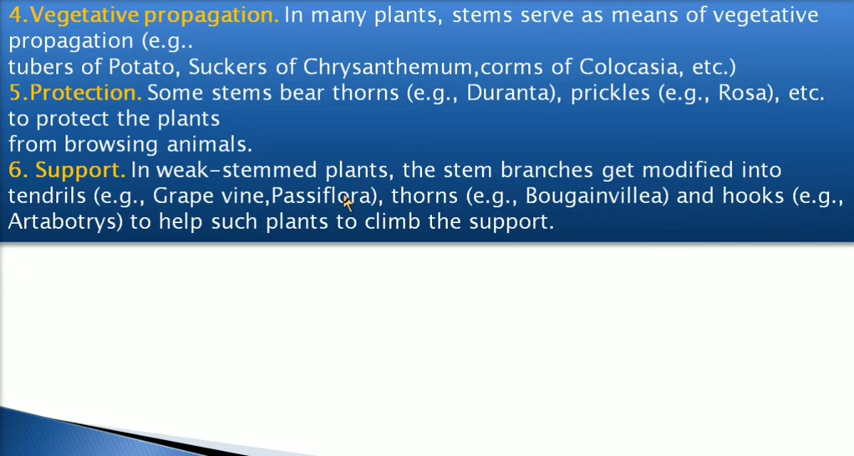 4.Vegetative propagation. In many plants, stems serve as means of vegetative
propagation (e.g..
tubers of Potato, Suckers of Chrysanthemum,corms of Colocasia, etc.)
5.Protection. Some stems bear thorns (e.g., Duranta), prickles (e.g., Rosa), etc.
to protect the plants
from browsing animals.
6. Support. In weak-stemmed plants, the stem branches get modified into
tendrils (e.g., Grape vine,Passiflora), thorns (e.g., Bougainvillea) and hooks (e.g.,
Artabotrys) to help such plants to climb the support.